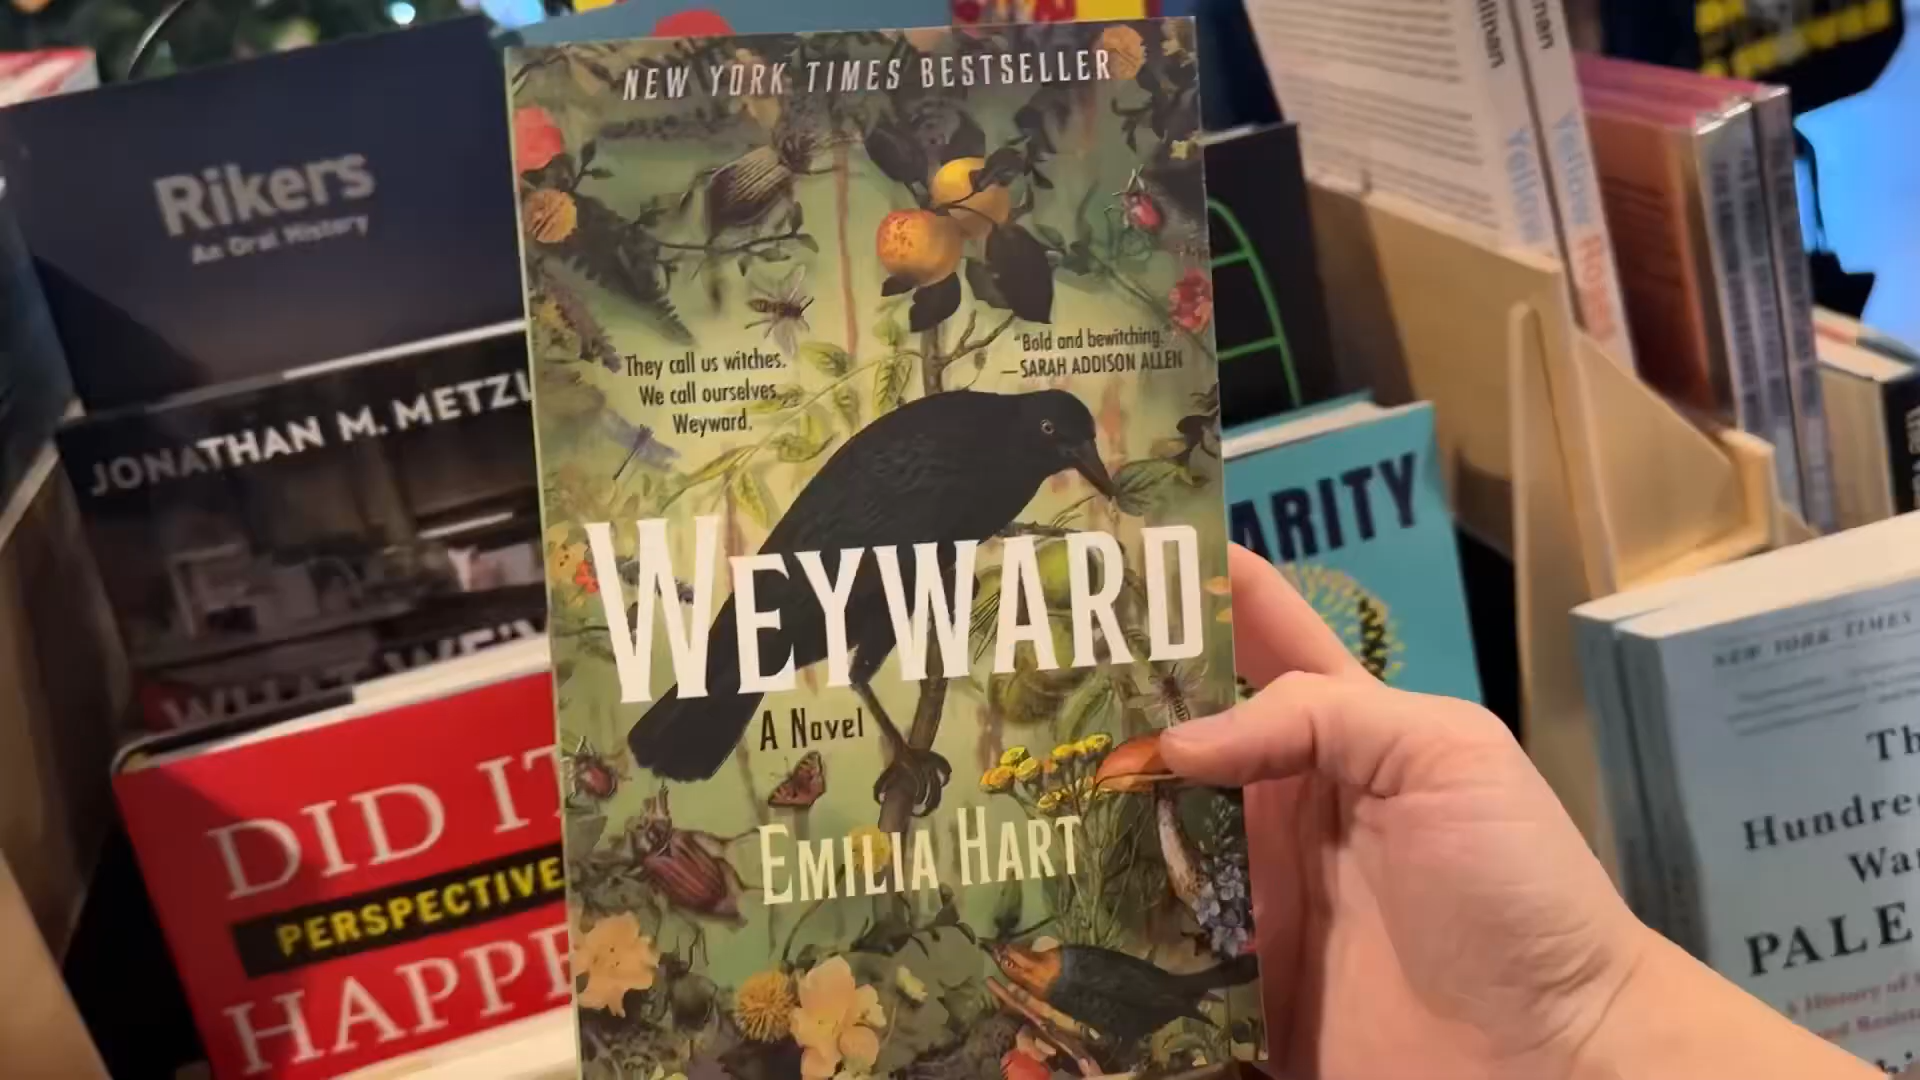 NEW YORK TIMES BESTSELLER
They call us witches.
We call ourselves
Weyward.
"Bold and bewitching."
—SARAH ADDISON ALLEN
WEYWARD
A Novel
EMILIA HART
Rikers
An Oral History
JONATHAN M. METZL
DID IT
PERSPECTIVE
HAPPE
ARITY
Yellow
Yellow
NEW YORK TIMES
Th
Hundre
Wa
PALE